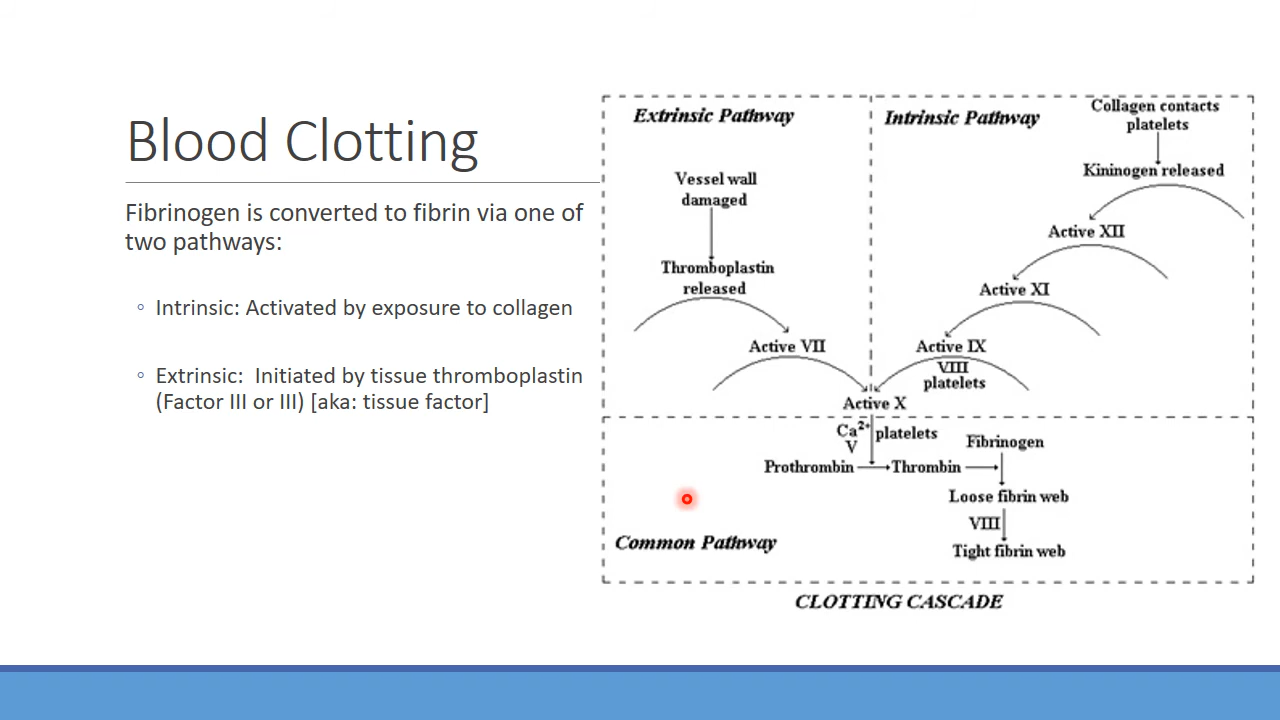 Blood Clotting
Fibrinogen is converted to fibrin via one of
two pathways:
◦ Intrinsic: Activated by exposure to collagen
◦ Extrinsic: Initiated by tissue thromboplastin
(Factor III or III) [aka: tissue factor]
Extrinsic Pathway
Vessel wall
damaged
Thromboplastin
released
Active VII
Intrinsic Pathway
Collagen contacts
platelets
Kininogen released
Active XII
Active XI
Active IX
VIII
platelets
Active X
Ca2+ platelets
V
Prothrombin Thrombin
Fibrinogen
Loose fibrin web
VIII
Tight fibrin web
Common Pathway
CLOTTING CASCADE